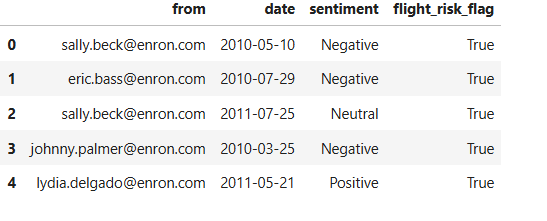 from date sentiment flight_risk_flag
0 sally.beck@enron.com 2010-05-10 Negative True
1 eric.bass@enron.com 2010-07-29 Negative True
2 sally.beck@enron.com 2011-07-25 Neutral True
3 johnny.palmer@enron.com 2010-03-25 Negative True
4 lydia.delgado@enron.com 2011-05-21 Positive True